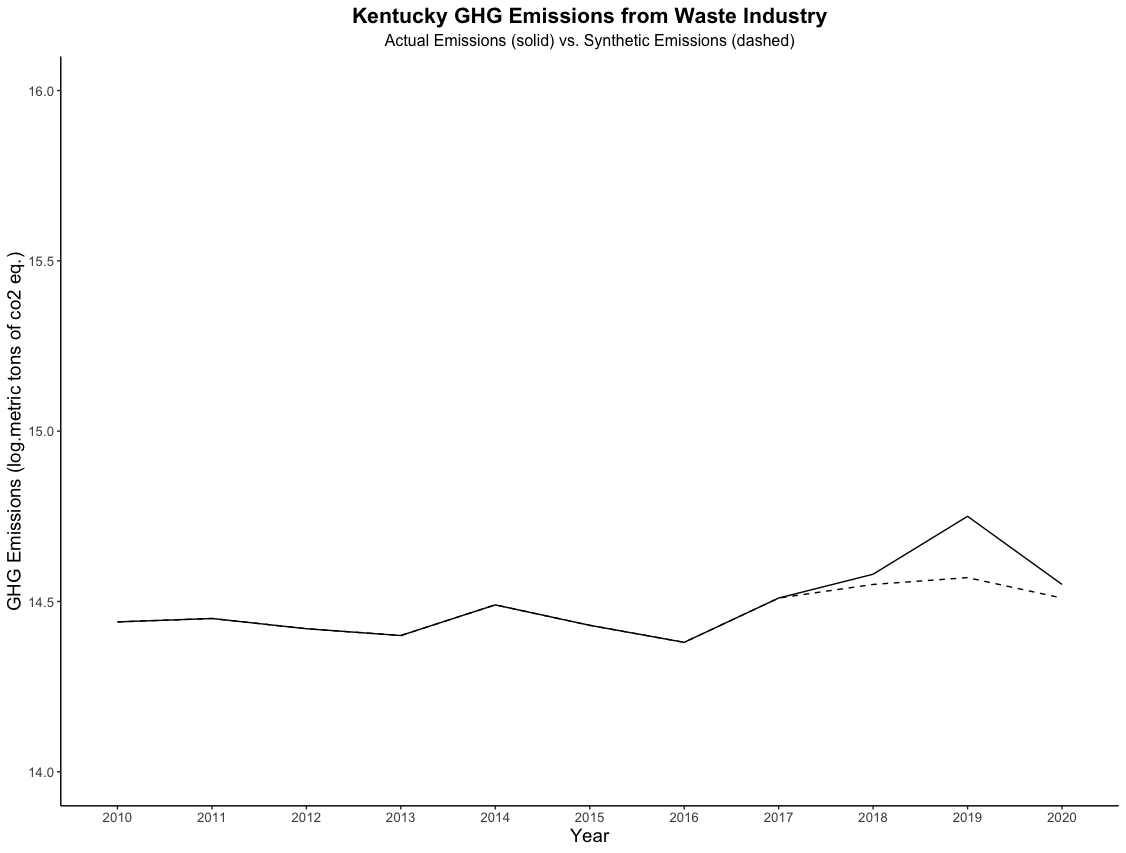 Kentucky GHG Emissions from Waste Industry
Actual Emissions (solid) vs. Synthetic Emissions (dashed)
GHG Emissions (log.metric tons of co2 eq.)
16.0
15.5
15.0
14.5
14.0
2010 2011 2012 2013 2014 2015 2016 2017 2018 2019 2020
Year